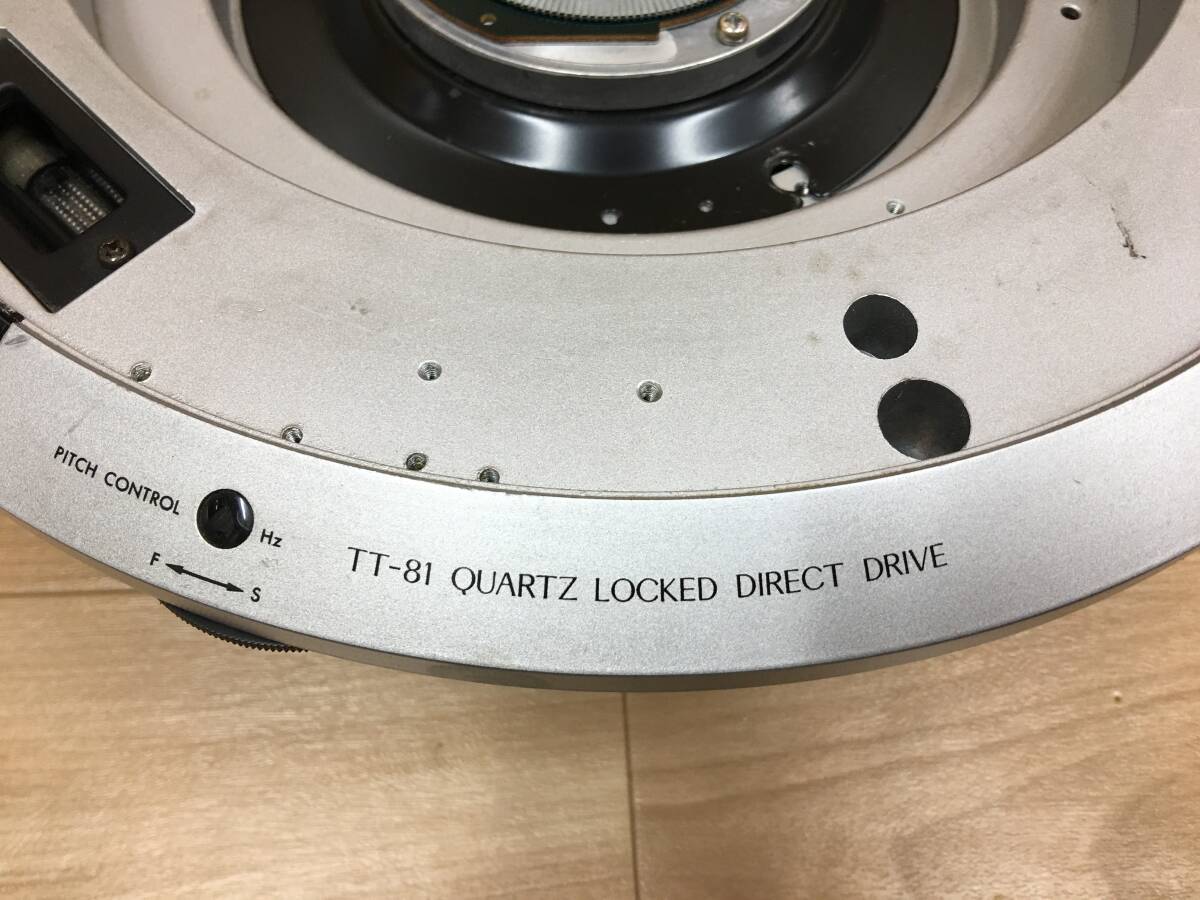 PITCH CONTROL
Hz
F
S
TT-81 QUARTZ LOCKED DIRECT DRIVE